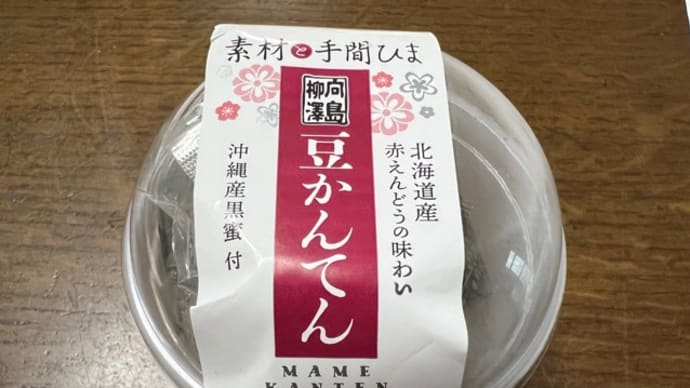 素材と手間ひま
向島
柳澤
豆かんてん
北海道産
赤えんどうの味わい
沖縄産黒蜜 付
MAME
KANTEN